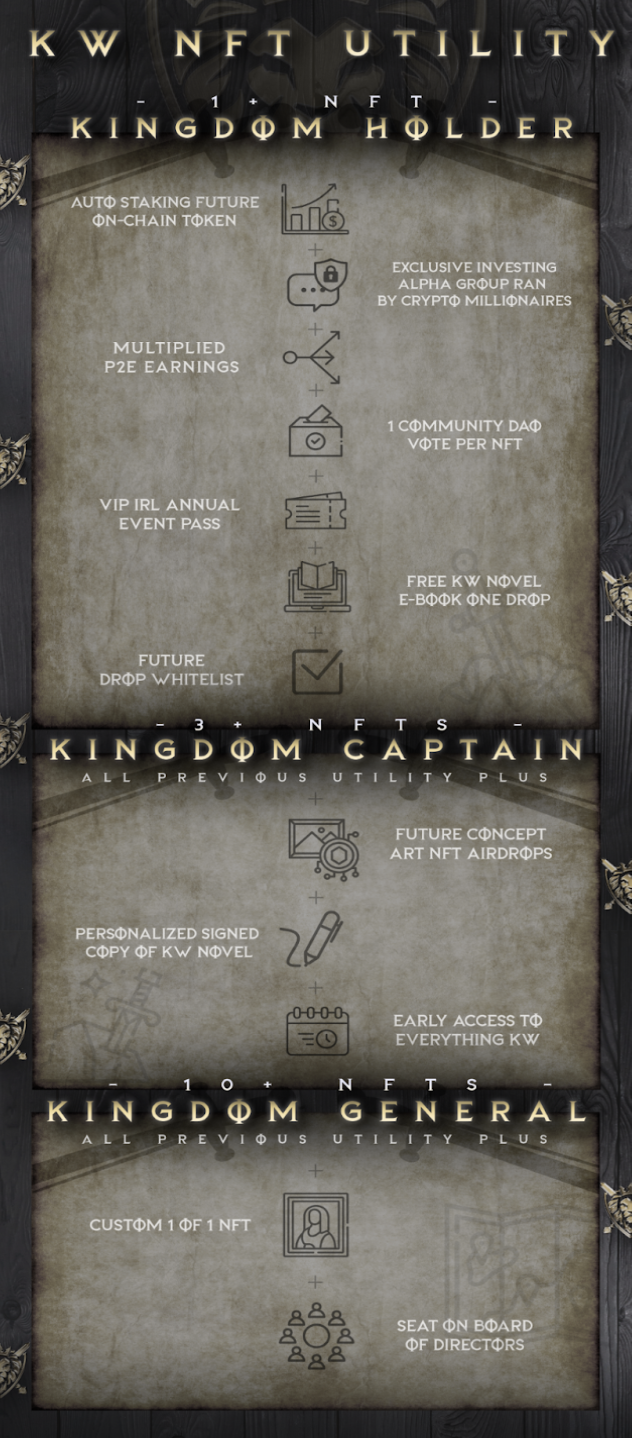 KW NFT UTILITY
- 1+ NFT -
KINGDOM HOLDER
AUTO STAKING FUTURE
ON-CHAIN TOKEN
EXCLUSIVE INVESTING
ALPHA GROUP RAN
BY CRYPTO MILLIONAIRES
MULTIPLIED
P2E EARNINGS
1 COMMUNITY DAO
VOTE PER NFT
VIP IRL ANNUAL
EVENT PASS
FREE KW NOVEL
E-BOOK ONE DROP
FUTURE
DROP WHITELIST
- 3+ NFTS -
KINGDOM CAPTAIN
ALL PREVIOUS UTILITY PLUS
FUTURE CONCEPT
ART NFT AIRDROPS
PERSONALIZED SIGNED
COPY OF KW NOVEL
EARLY ACCESS TO
EVERYTHING KW
- 10+ NFTS -
KINGDOM GENERAL
ALL PREVIOUS UTILITY PLUS
CUSTOM 1 OF 1 NFT
SEAT ON BOARD
OF DIRECTORS